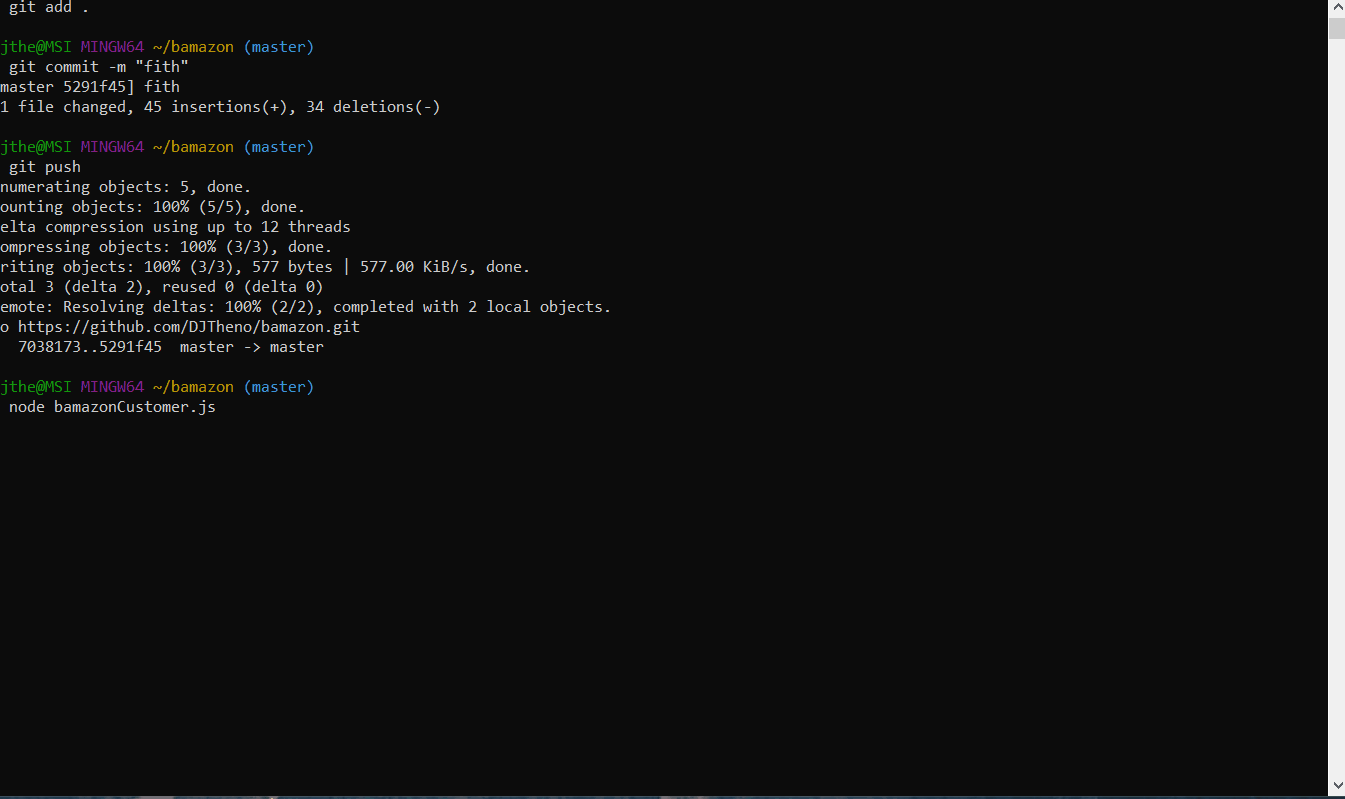 git add .
jthe@MSI MINGW64 ~/bamazon (master)
git commit -m "fith"
master 5291f45] fith
1 file changed, 45 insertions(+), 34 deletions(-)
jthe@MSI MINGW64 ~/bamazon (master)
git push
numerating objects: 5, done.
ounting objects: 100% (5/5), done.
elta compression using up to 12 threads
ompressing objects: 100% (3/3), done.
riting objects: 100% (3/3), 577 bytes | 577.00 KiB/s, done.
otal 3 (delta 2), reused 0 (delta 0)
emote: Resolving deltas: 100% (2/2), completed with 2 local objects.
o https://github.com/DJTheno/bamazon.git
7038173..5291f45  master -> master
jthe@MSI MINGW64 ~/bamazon (master)
node bamazonCustomer.js